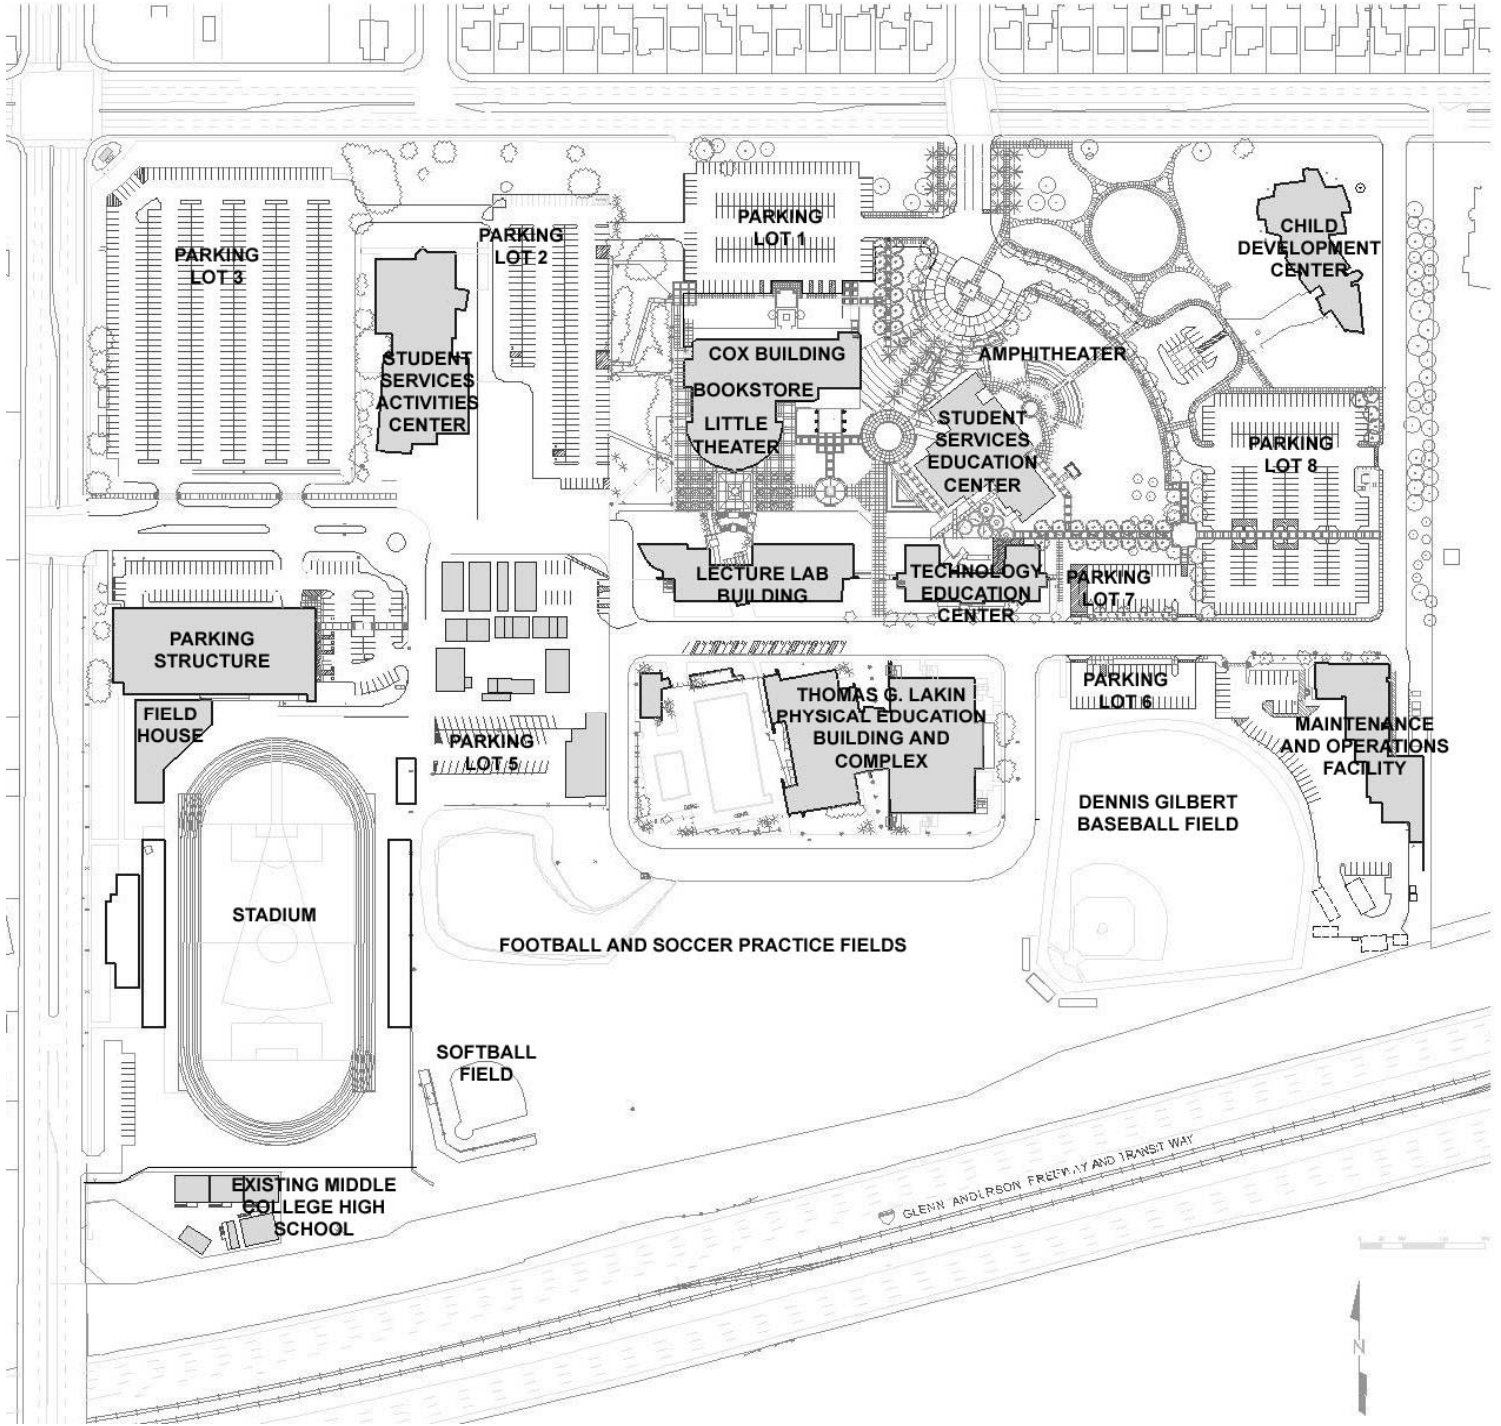 PARKING
LOT 1
PARKING
LOT 2
PARKING
LOT 3
CHILD
DEVELOPMENT
CENTER
STUDENT
SERVICES
ACTIVITIES
CENTER
COX BUILDING
BOOKSTORE
LITTLE
THEATER
AMPHITHEATER
STUDENT
SERVICES
EDUCATION
CENTER
PARKING
LOT 8
LECTURE LAB
BUILDING
TECHNOLOGY
EDUCATION
CENTER
PARKING
LOT 7
PARKING
STRUCTURE
FIELD
HOUSE
PARKING
LOT 5
THOMAS G. LAKIN
PHYSICAL EDUCATION
BUILDING AND
COMPLEX
PARKING
LOT 6
MAINTENANCE
AND OPERATIONS
FACILITY
DENNIS GILBERT
BASEBALL FIELD
STADIUM
FOOTBALL AND SOCCER PRACTICE FIELDS
SOFTBALL
FIELD
EXISTING MIDDLE
COLLEGE HIGH
SCHOOL
GLENN ANDERSON FREEWAY AND TRANSIT WAY
N